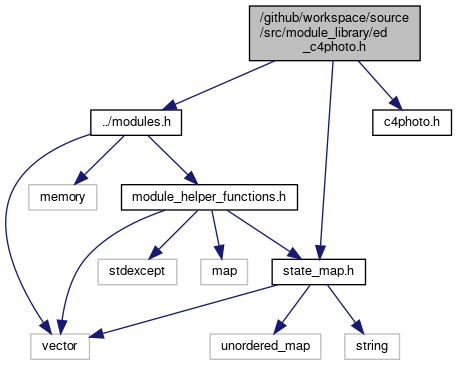 /github/workspace/source
/src/module_library/ed
_c4photo.h
../modules.h
c4photo.h
memory
module_helper_functions.h
stdexcept
map
state_map.h
vector
unordered_map
string